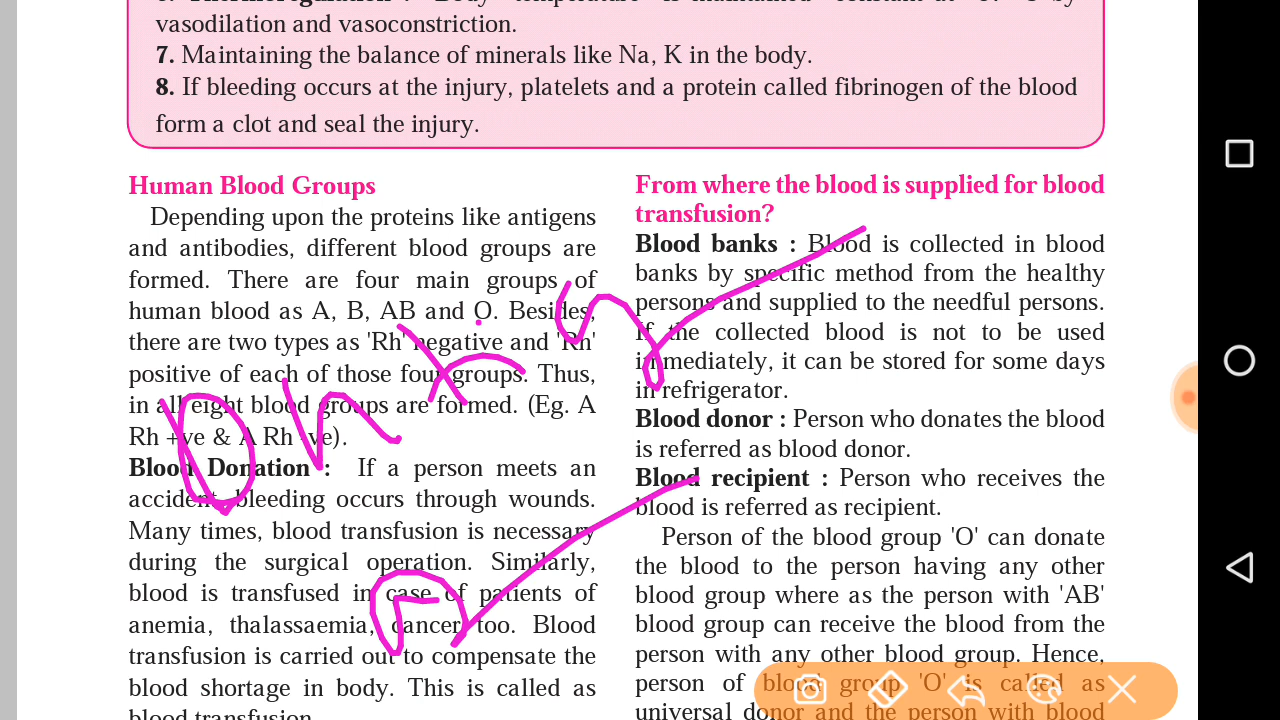 vasodilation and vasoconstriction.
7. Maintaining the balance of minerals like Na, K in the body.
8. If bleeding occurs at the injury, platelets and a protein called fibrinogen of the blood
form a clot and seal the injury.
Human Blood Groups
Depending upon the proteins like antigens
and antibodies, different blood groups are
formed. There are four main groups of
human blood as A, B, AB and O. Besides,
there are two types as 'Rh' negative and 'Rh'
positive of each of those four groups. Thus,
in all eight blood groups are formed. (Eg. A
Rh +ve & A Rh -ve).
Blood Donation : If a person meets an
accident, bleeding occurs through wounds.
Many times, blood transfusion is necessary
during the surgical operation. Similarly,
blood is transfused in case of patients of
anemia, thalassaemia, cancer too. Blood
transfusion is carried out to compensate the
blood shortage in body. This is called as
blood transfusion.
From where the blood is supplied for blood
transfusion?
Blood banks : Blood is collected in blood
banks by specific method from the healthy
persons and supplied to the needful persons.
If the collected blood is not to be used
immediately, it can be stored for some days
in refrigerator.
Blood donor : Person who donates the blood
is referred as blood donor.
Blood recipient : Person who receives the
blood is referred as recipient.
Person of the blood group 'O' can donate
the blood to the person having any other
blood group where as the person with 'AB'
blood group can receive the blood from the
person with any other blood group. Hence,
person of blood group 'O' is called as
universal donor and the person with blood